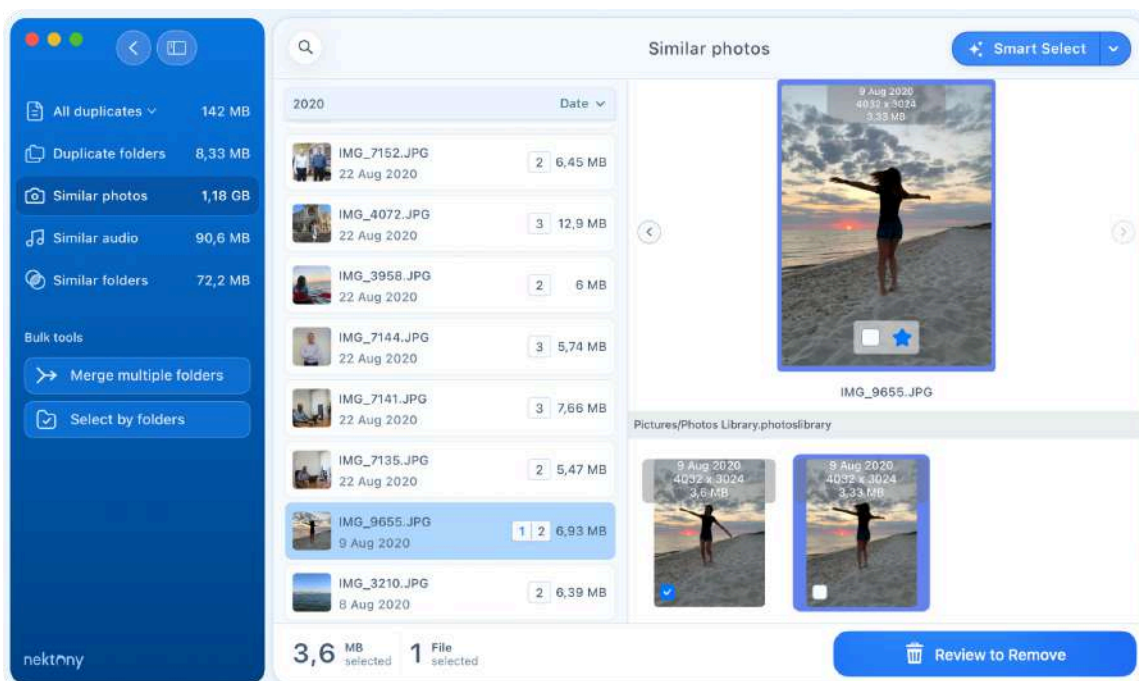 Similar photos
Smart Select
All duplicates 142 MB
Duplicate folders 8,33 MB
Similar photos 1,18 GB
Similar audio 90,6 MB
Similar folders 72,2 MB
Bulk tools
Merge multiple folders
Select by folders
nektony
2020 Date
IMG_7152.JPG
22 Aug 2020
2 6,45 MB
IMG_4072.JPG
22 Aug 2020
3 12,9 MB
IMG_3958.JPG
22 Aug 2020
2 6 MB
IMG_7144.JPG
22 Aug 2020
3 5,74 MB
IMG_7141.JPG
22 Aug 2020
3 7,66 MB
IMG_7135.JPG
22 Aug 2020
2 5,47 MB
IMG_9655.JPG
9 Aug 2020
1 2 6,93 MB
IMG_3210.JPG
8 Aug 2020
2 6,39 MB
9 Aug 2020
4032 x 3024
3,33 MB
IMG_9655.JPG
Pictures/Photos Library.photoslibrary
9 Aug 2020
4032 x 3024
3,6 MB
9 Aug 2020
4032 x 3024
3,33 MB
3,6 MB selected
1 File selected
Review to Remove